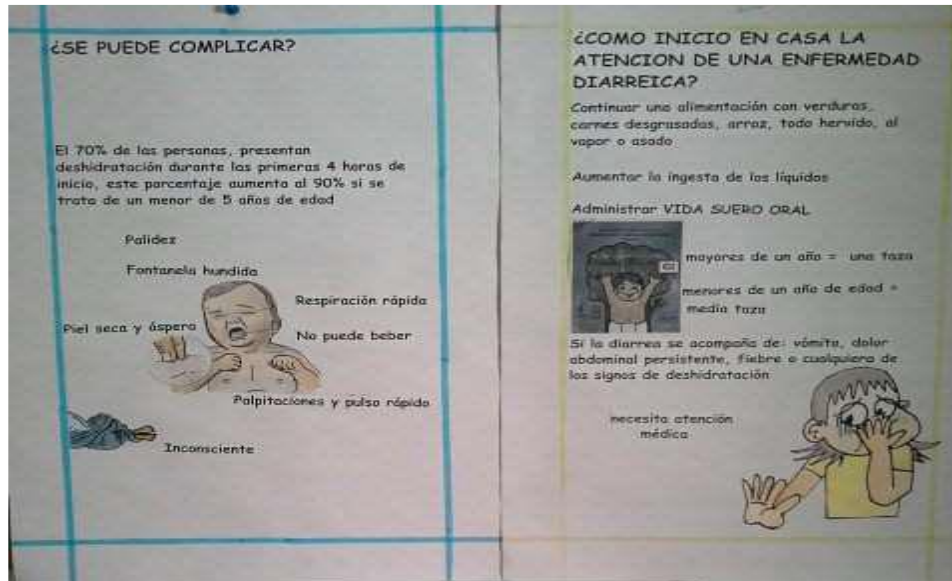 ¿SE PUEDE COMPLICAR?
El 70% de las personas, presentan
deshidratación durante las primeras 4 horas de
inicio, este porcentaje aumenta al 90% si se
trata de un menor de 5 años de edad
Palidez
Fontanela hundida
Respiración rápida
Piel seca y áspera
No puede beber
Palpitaciones y pulso rápido
Inconsciente
¿COMO INICIO EN CASA LA
ATENCION DE UNA ENFERMEDAD
DIARREICA?
Continuar una alimentación con verduras,
carnes desgrasadas, arroz, todo hervido, al
vapor o asado
Aumentar la ingesta de los líquidos
Administrar VIDA SUERO ORAL
mayores de un año = una taza
menores de un año de edad =
media taza
Si la diarrea se acompaña de: vómito, dolor
abdominal persistente, fiebre o cualquiera de
los signos de deshidratación
necesita atención
médica